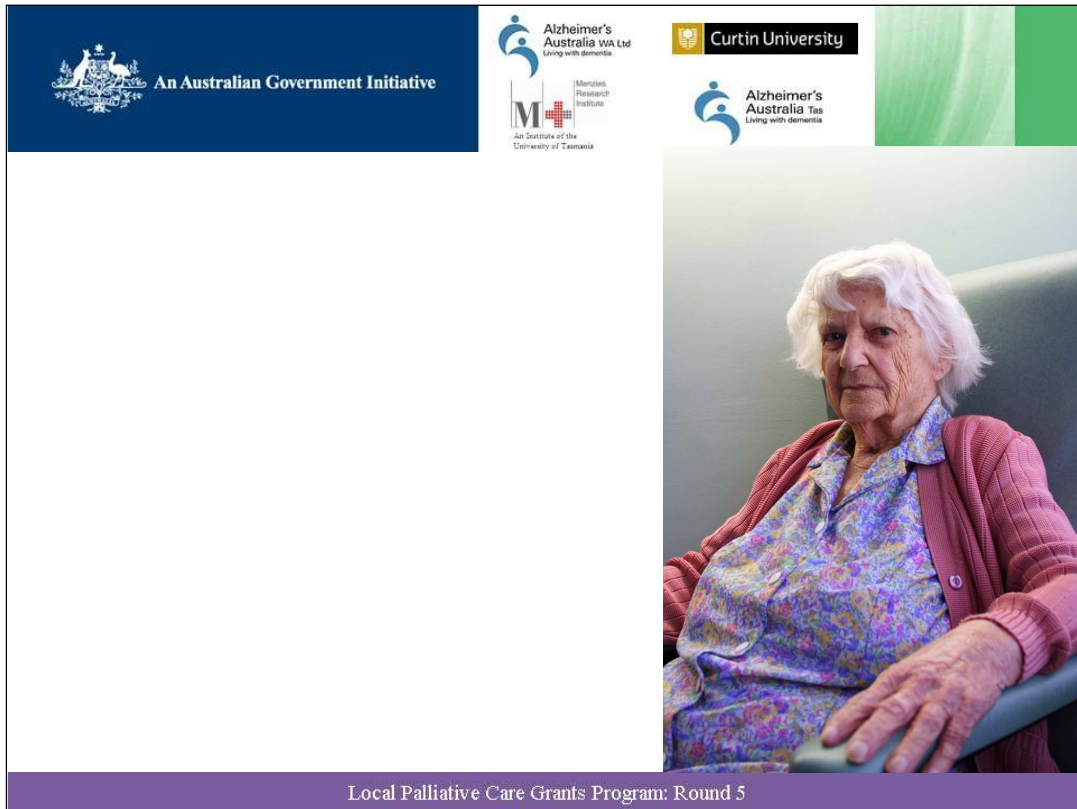 An Australian Government Initiative
Alzheimer's
Australia WA Ltd
Living with dementia
M
Menzies
Research
Institute
An Institute of the
University of Tasmania
Curtin University
Alzheimer's
Australia Tas
Living with dementia
Local Palliative Care Grants Program: Round 5